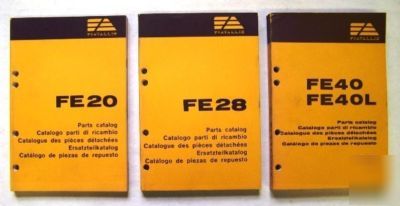 FIATALLIS
FE20
Parts catalog
Catalogo parti di ricambio
Catalogue des pièces détachées
Ersatzteilkatalog
Catálogo de piezas de repuesto
FIATALLIS
FE28
Parts catalog
Catalogo parti di ricambio
Catalogue des pièces détachées
Ersatzteilkatalog
Catálogo de piezas de repuesto
FIATALLIS
FE40
FE40L
Parts catalog
Catalogo parti di ricambio
Catalogue des pièces détachées
Ersatzteilkatalog
Catálogo de piezas de repuesto